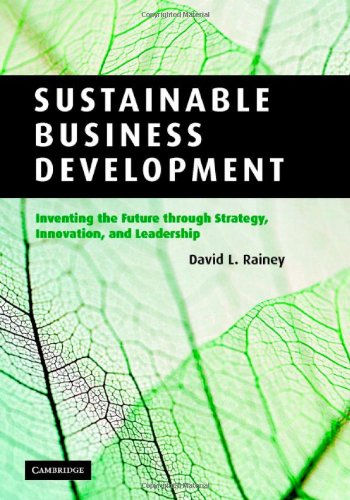 SUSTAINABLE
BUSINESS
DEVELOPMENT
Inventing the Future through Strategy,
Innovation, and Leadership
David L. Rainey
CAMBRIDGE